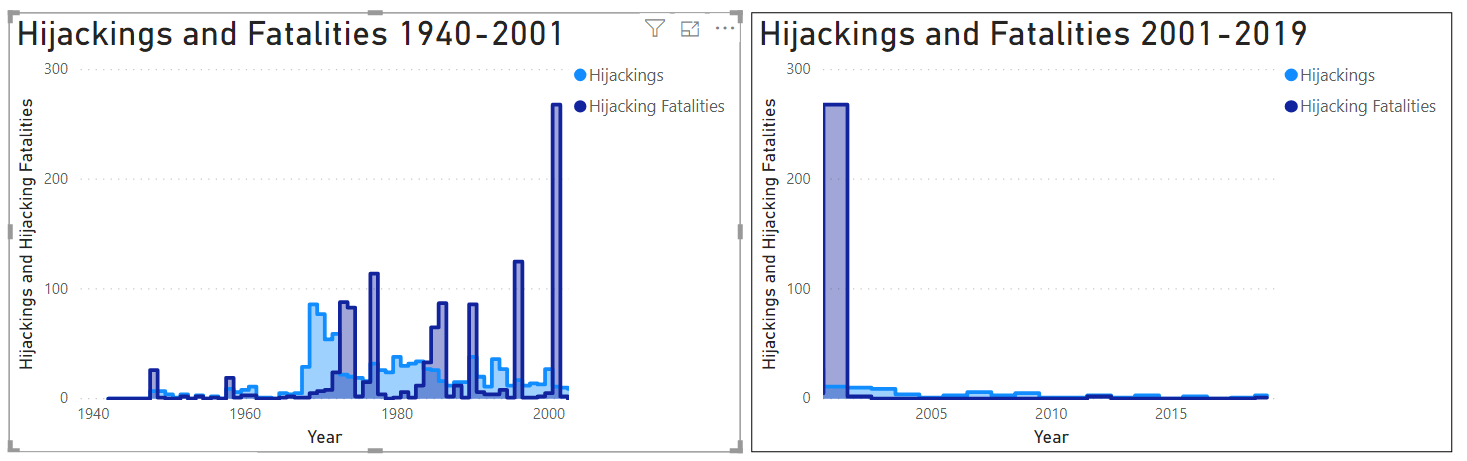 Hijackings and Fatalities 1940-2001
300
200
100
0
Hijackings and Hijacking Fatalities
1940
1960
1980
2000
Year
Hijackings
Hijacking Fatalities
Hijackings and Fatalities 2001-2019
300
200
100
0
Hijackings and Hijacking Fatalities
2005
2010
2015
Year
Hijackings
Hijacking Fatalities